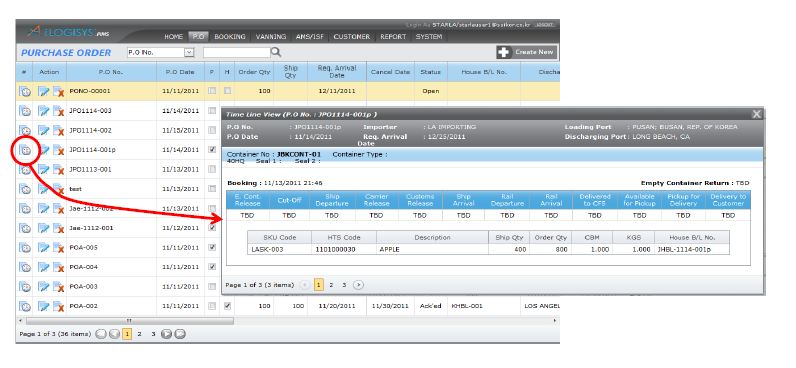 Login As STARLA/starlauser1@ssikor.co.kr LOGOUT
iLOGISYS AMS
HOME P.O BOOKING VANNING AMS/ISF CUSTOMER REPORT SYSTEM
PURCHASE ORDER P.O No. Create New
# Action P.O No. P.O Date P H Order Qty Ship Qty Req. Arrival Date Cancel Date Status House B/L No. Discha
PONO-00001 11/11/2011 100 12/11/2011 Open
JPO1114-003 11/14/2011
JPO1114-002 11/15/2011
JPO1114-001p 11/14/2011
JPO1113-001 11/13/2011
test 11/13/2011
Jae-1112-002 11/13/2011
Jae-1112-001 11/12/2011
POA-005 11/11/2011
POA-004 11/11/2011
POA-003 11/11/2011
POA-002 11/11/2011 100 100 11/20/2011 11/30/2011 Ack'ed KHBL-001 LOS ANGEL
Page 1 of 3 (36 items) 1 2 3
Time Line View (P.O No. : JPO1114-001p )
P.O No. : JPO1114-001p Importer : LA IMPORTING Loading Port : PUSAN; BUSAN, REP. OF KOREA
P.O Date : 11/14/2011 Req. Arrival Date : 12/25/2011 Discharging Port : LONG BEACH, CA
Container No : JBKCONT-01 Container Type :
40HQ Seal 1 : Seal 2 :
Booking : 11/13/2011 21:46 Empty Container Return : TBD
E. Cont. Release Cut-Off Ship Departure Carrier Release Customs Release Ship Arrival Rail Departure Rail Arrival Delivered to CFS Available for Pickup Pickup for Delivery Delivery to Customer
TBD TBD TBD TBD TBD TBD TBD TBD TBD TBD TBD TBD
SKU Code HTS Code Description Ship Qty Order Qty CBM KGS House B/L No.
LASK-003 1101000030 APPLE 400 800 1.000 1.000 JHBL-1114-001p
Page 1 of 3 (3 items) 1 2 3